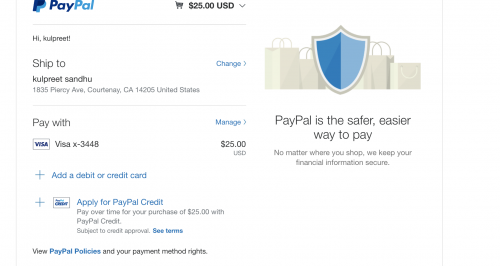 PayPal
$25.00 USD
Hi, kulpreet!
Ship to
Change >
kulpreet sandhu
1835 Piercy Ave, Courtenay, CA 14205 United States
Pay with
Manage >
VISA Visa x-3448
$25.00
USD
+ Add a debit or credit card
+ Apply for PayPal Credit
CREDIT
Pay over time for your purchase of $25.00 with
PayPal Credit.
Subject to credit approval. See terms
View PayPal Policies and your payment method rights.
PayPal is the safer, easier
way to pay
No matter where you shop, we keep your
financial information secure.